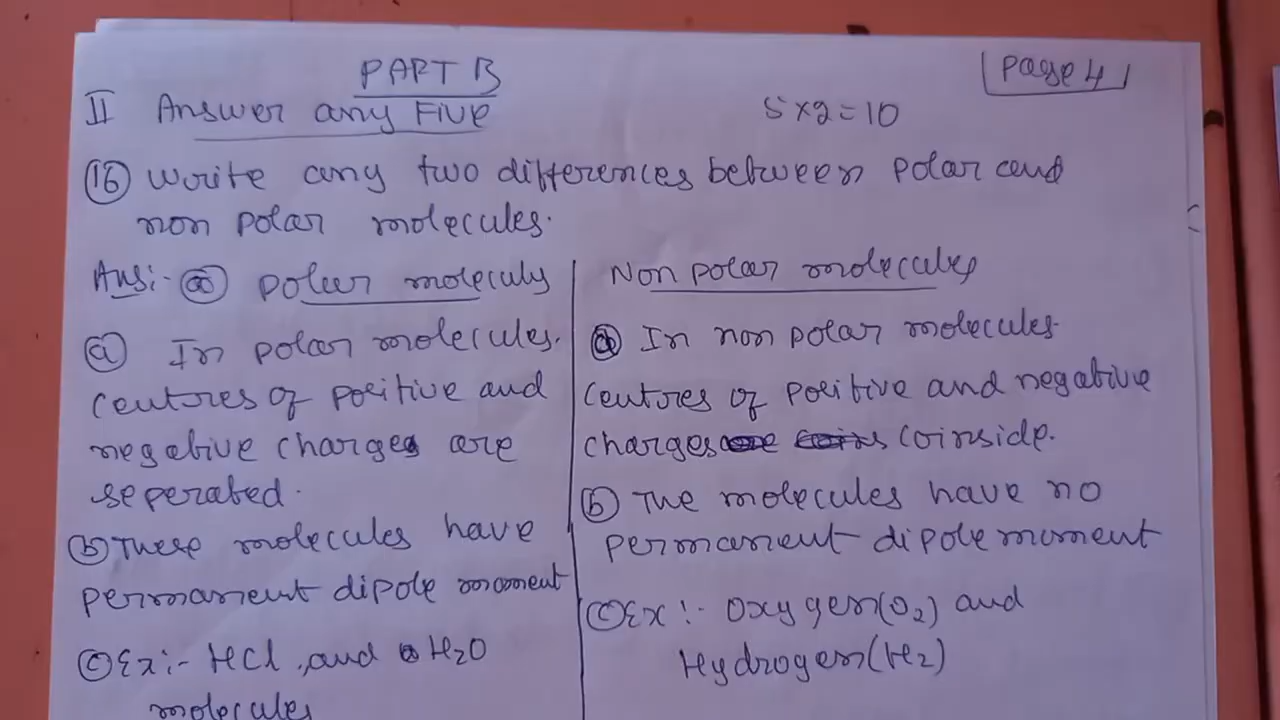 PART B
Page 4
II Answer any Five 5x2=10
16 Write any two differences between polar and
non polar molecules.
Ans:- a polar moleculy
a In polar molecules.
centres of positive and
negative charges are
seperated.
b These molecules have
permanent dipole moment
c Ex:- HCl, and H2O
molecules
Non polar molecules
a In non polar molecules
centres of positive and negative
charges coinside.
b The molecules have no
permanent dipole moment
c Ex:- Oxygen(O2) and
Hydrogen(H2)